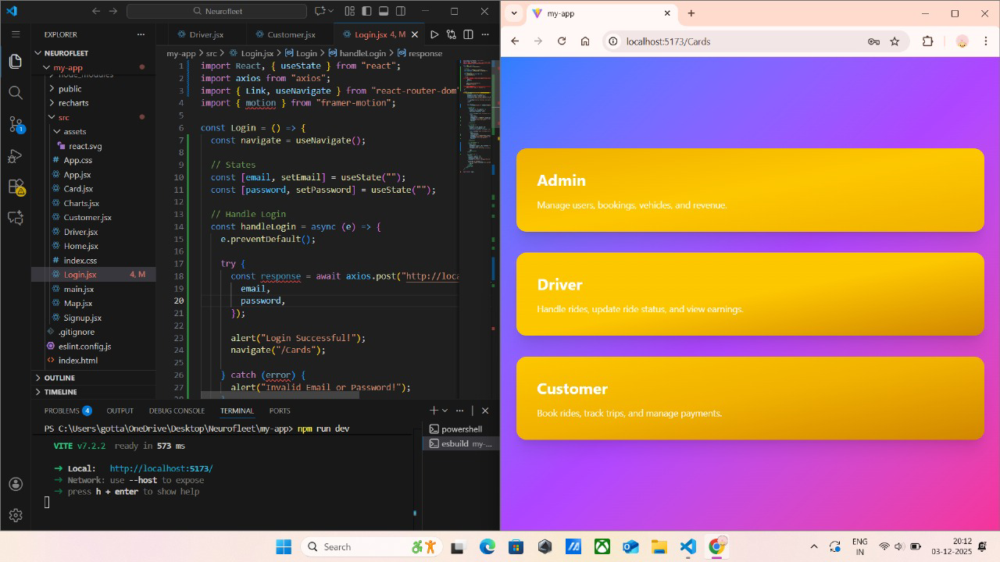 Neurofleet
EXPLORER
NEUROFLEET
my-app
node_modules
public
recharts
src
assets
react.svg
App.css
App.jsx
Card.jsx
Charts.jsx
Customer.jsx
Driver.jsx
Home.jsx
index.css
Login.jsx 4, M
main.jsx
Map.jsx
Signup.jsx
.gitignore
eslint.config.js
index.html
OUTLINE
TIMELINE
1
Driver.jsx Customer.jsx Login.jsx 4, M
my-app > src > Login.jsx > Login > handleLogin > response
1 import React, { useState } from "react";
2 import axios from "axios";
3 import { Link, useNavigate } from "react-router-dom
4 import { motion } from "framer-motion";
5
6 const Login = () => {
7 const navigate = useNavigate();
8
9 // States
10 const [email, setEmail] = useState("");
11 const [password, setPassword] = useState("");
12
13 // Handle Login
14 const handleLogin = async (e) => {
15 e.preventDefault();
16
17 try {
18 const response = await axios.post("http://loca
19 email,
20 password,
21 });
22
23 alert("Login Successful!");
24 navigate("/Cards");
25
26 } catch (error) {
27 alert("Invalid Email or Password!");
PROBLEMS 4 OUTPUT DEBUG CONSOLE TERMINAL PORTS
PS C:\Users\gotta\OneDrive\Desktop\Neurofleet\my-app> npm run dev
VITE v7.2.2 ready in 573 ms
➜ Local: http://localhost:5173/
➜ Network: use --host to expose
➜ press h + enter to show help
powershell
esbuild my-...
my-app
localhost:5173/Cards
Admin
Manage users, bookings, vehicles, and revenue.
Driver
Handle rides, update ride status, and view earnings.
Customer
Book rides, track trips, and manage payments.
Search
ENG
IN
20:12
03-12-2025